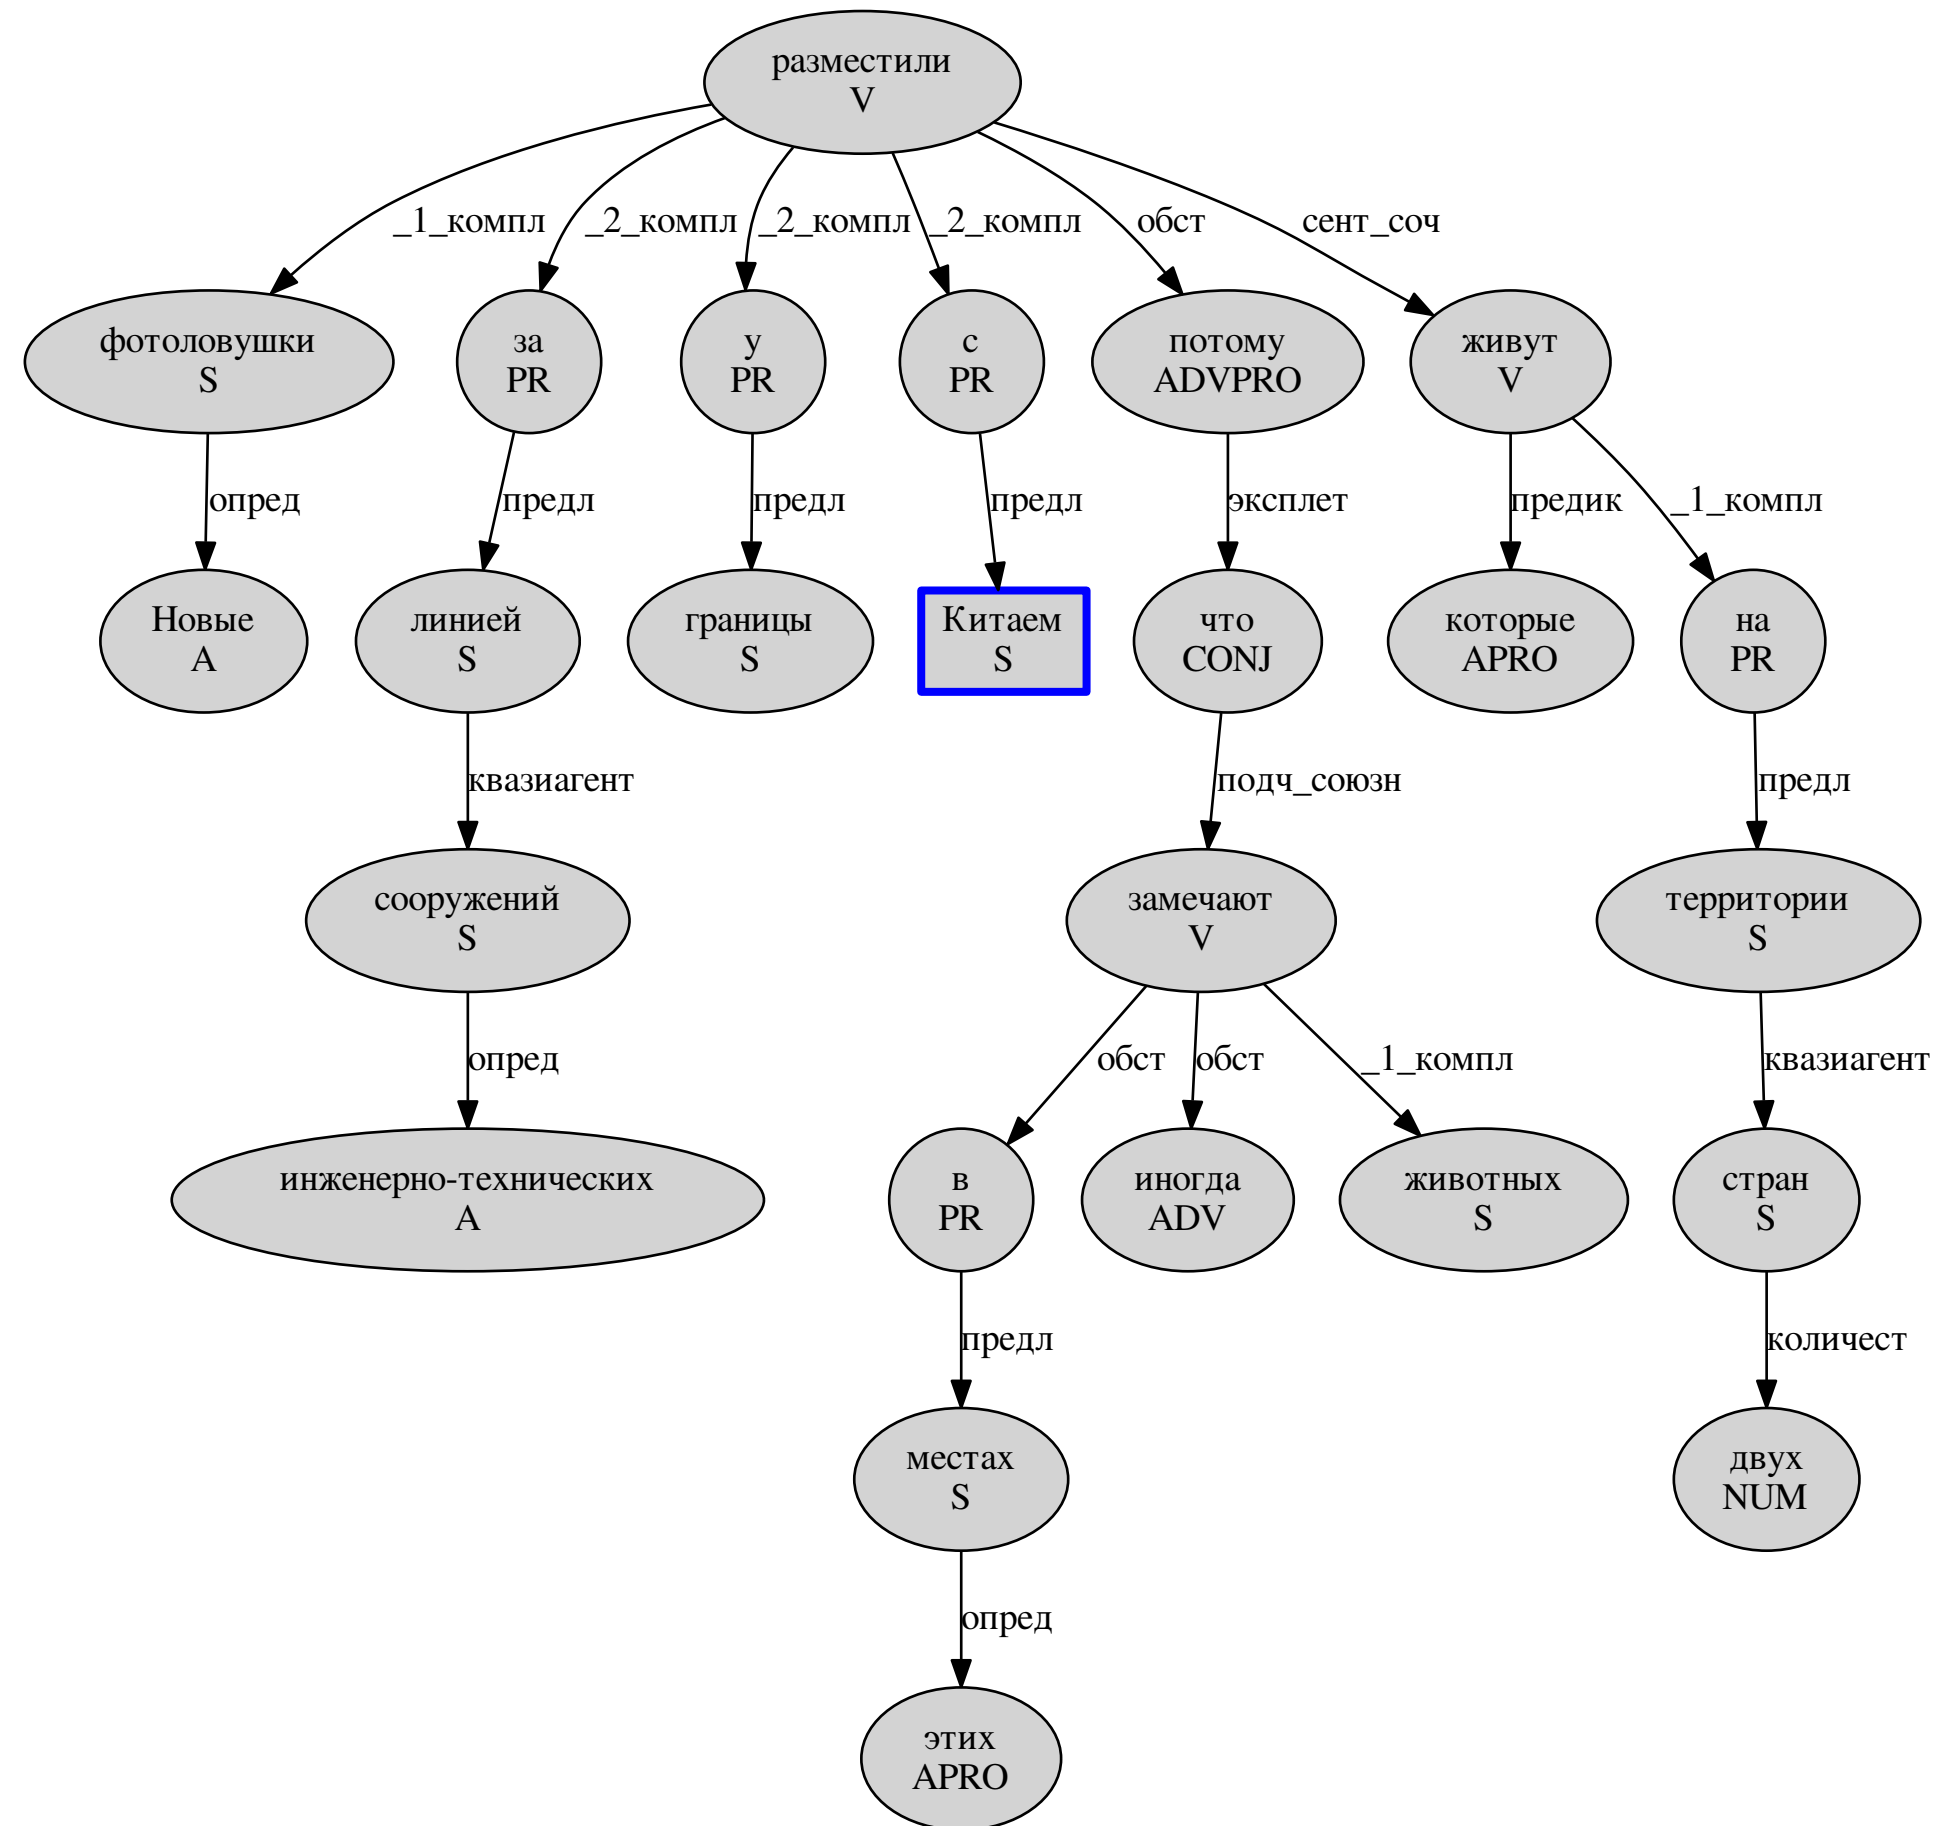 разместили
V
_1_компл
_2_компл
_2_компл
_2_компл
обст
сент_соч
фотоловушки
S
за
PR
у
PR
с
PR
потому
ADVPRO
живут
V
опред
предл
предл
предл
эксплет
предик
_1_компл
Новые
A
линией
S
границы
S
Китаем
S
что
CONJ
которые
APRO
на
PR
квазиагент
подч_союзн
предл
сооружений
S
замечают
V
территории
S
опред
обст
обст
_1_компл
квазиагент
инженерно-технических
A
в
PR
иногда
ADV
животных
S
стран
S
предл
количест
местах
S
двух
NUM
опред
этих
APRO